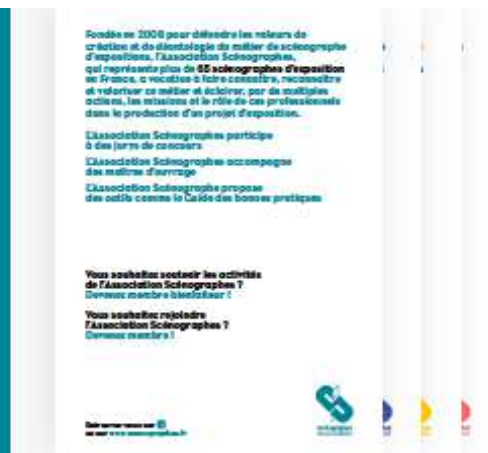 Fondée en 2006 pour défendre les valeurs de
création et de déontologie du métier de scénographe
d'expositions, l'Association Scénographes,
qui représente plus de 65 scénographes d'exposition
en France, a vocation à faire connaître, reconnaître
et valoriser ce métier et éclairer, par de multiples
actions, les missions et le rôle de ces professionnels
dans la production d'un projet d'exposition.
L'Association Scénographes participe
à des jurys de concours
L'Association Scénographes accompagne
des maîtres d'ouvrage
L'Association Scénographe propose
des outils comme le Guide des bonnes pratiques
Vous souhaitez soutenir les activités
de l'Association Scénographes ?
Devenez membre bienfaiteur !
Vous souhaitez rejoindre
l'Association Scénographes ?
Devenez membre !